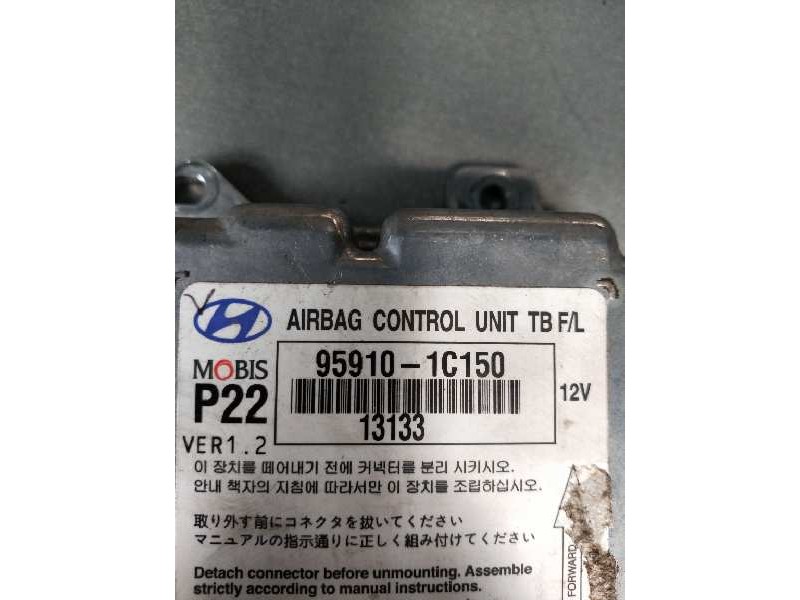 AIRBAG CONTROL UNIT TB F/L
MOBIS
95910-1C150
12V
P22
13133
VER1.2
이 장치를 떼어내기 전에 커넥터를 분리 시키시오.
안내 책자의 지침에 따라서만 이 장치를 조립하십시오.
取り外す前にコネクタを抜いてください
マニュアルの指示通りに正しく組み付けてください
Detach connector before unmounting. Assemble
strictly according to manual instructions.
FORWARD